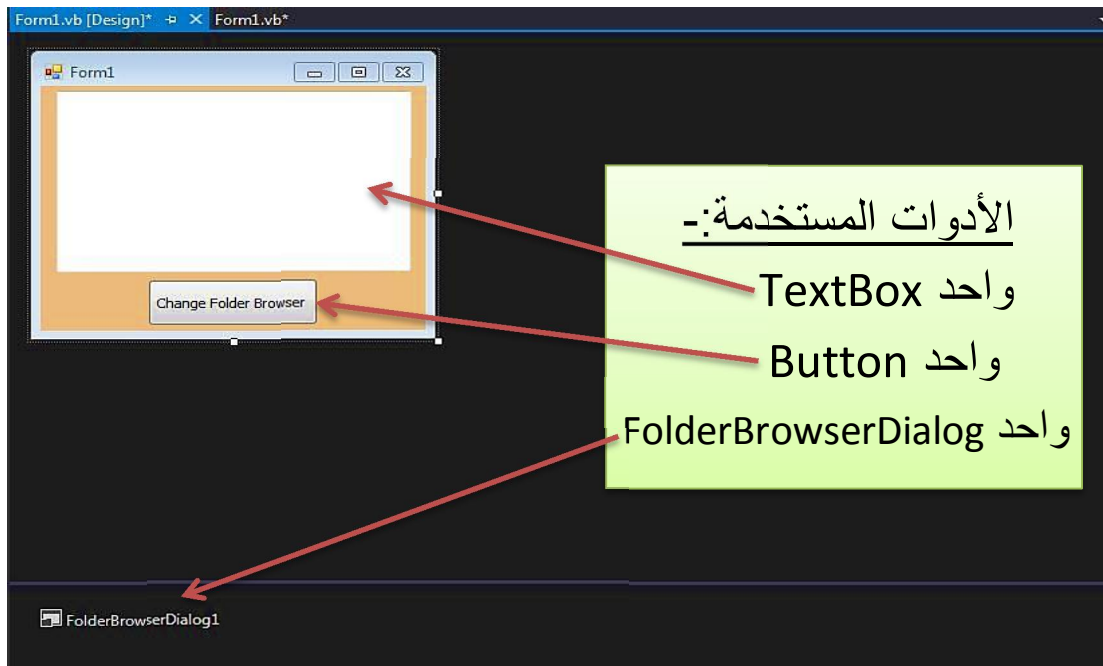 Form1.vb [Design]* Form1.vb*
Form1
الأدوات المستخدمة:-
واحد TextBox
Change Folder Browser
واحد Button
واحد FolderBrowserDialog
FolderBrowserDialog1